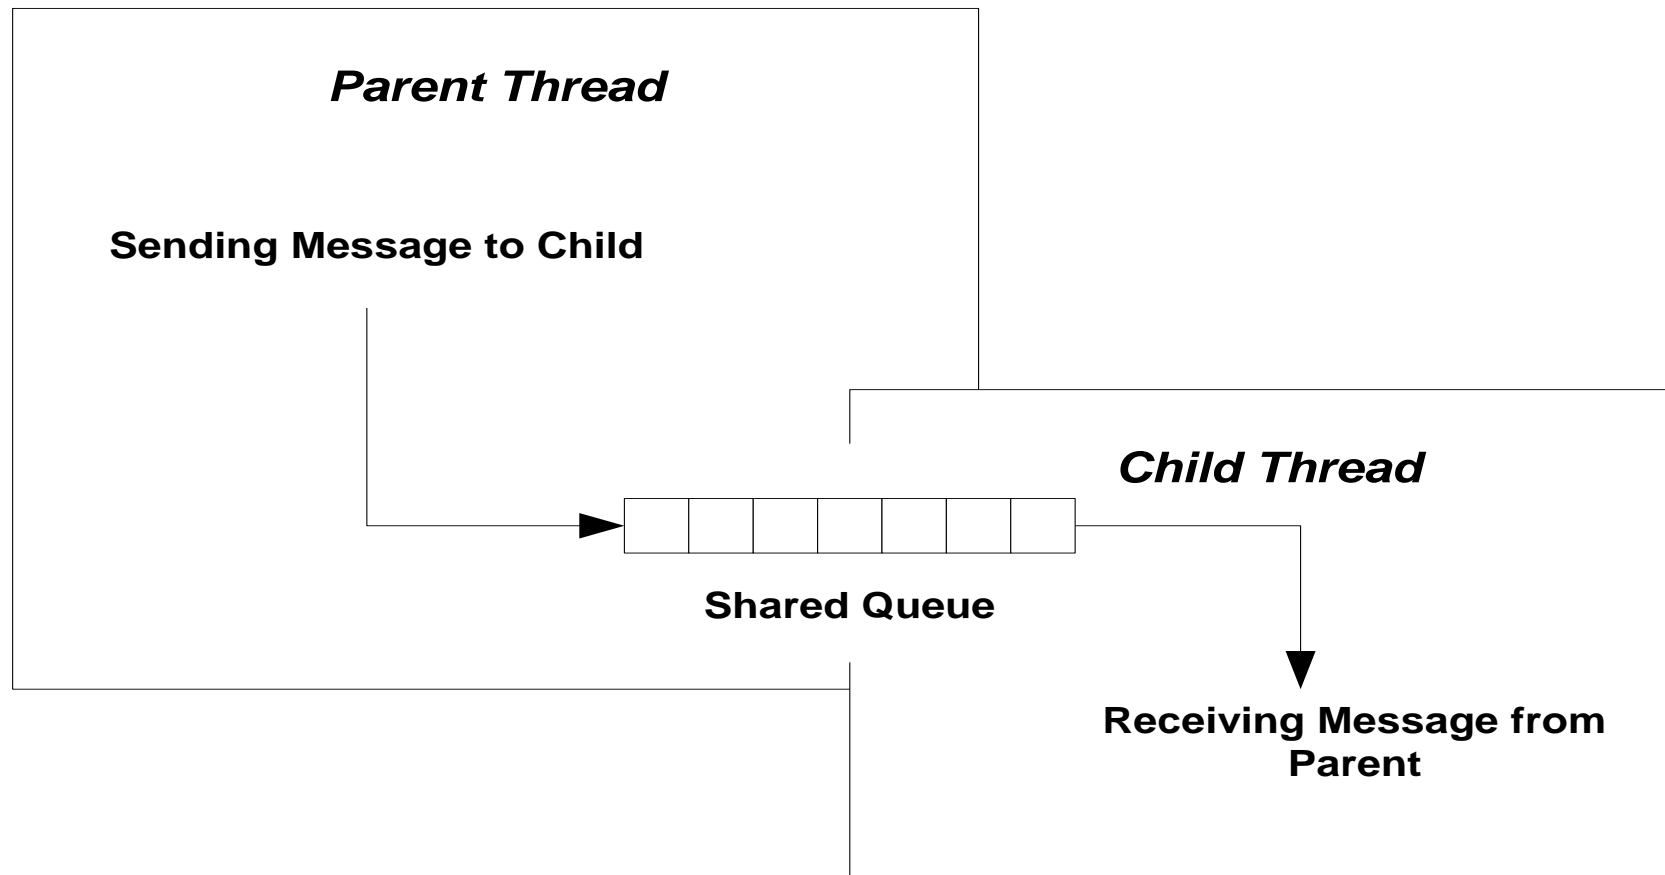 Parent Thread
Sending Message to Child
Child Thread
Shared Queue
Receiving Message from
Parent